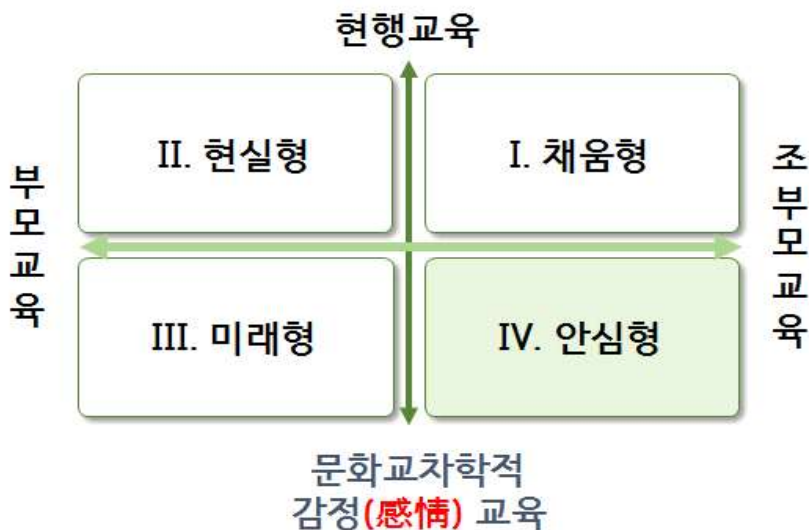 현행교육
II. 현실형
I. 채움형
부모교육
조부모교육
III. 미래형
IV. 안심형
문화교차학적
감정(感情) 교육